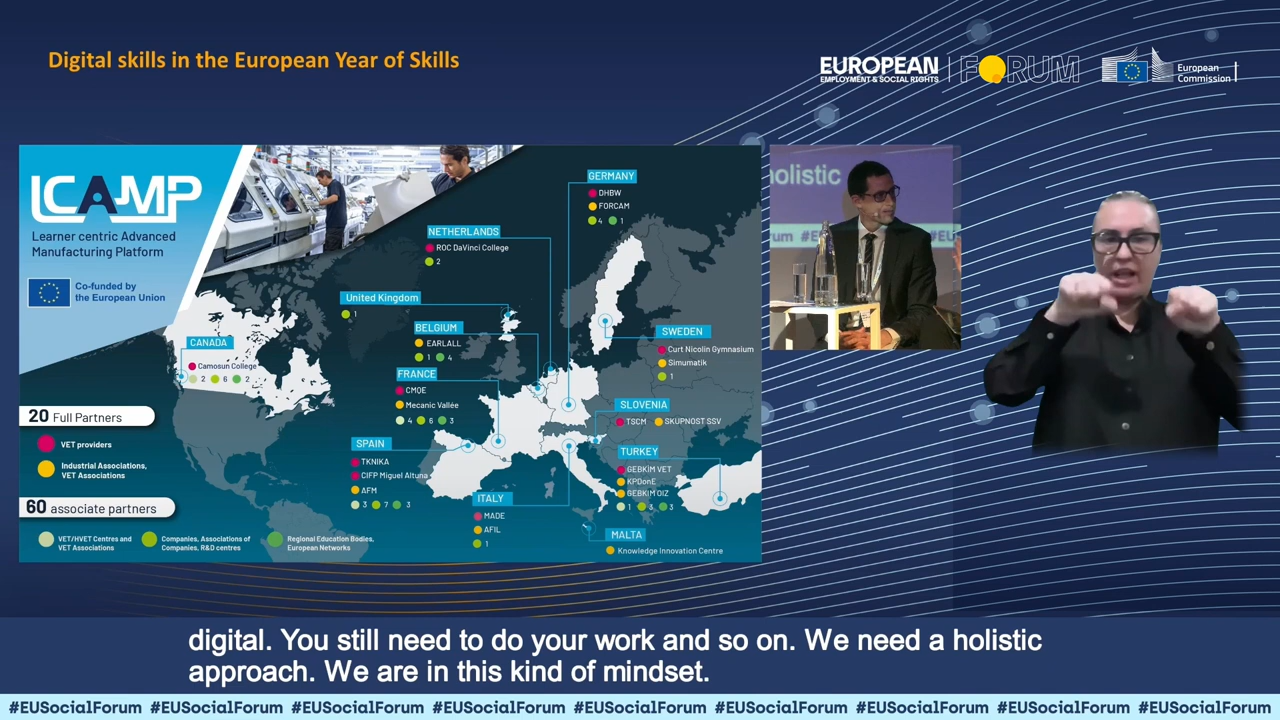 Digital skills in the European Year of Skills
EUROPEAN
EMPLOYMENT & SOCIAL RIGHTS
FORUM
European
Commission
LCAMP
Learner centric Advanced
Manufacturing Platform
Co-funded by
the European Union
GERMANY
DHBW
FORCAM
4 1
NETHERLANDS
ROC DaVinci College
2
United Kingdom
1
BELGIUM
EARLALL
1 4
CANADA
Camosun College
2 6 2
FRANCE
CMQE
Mecanic Vallée
4 6 3
SWEDEN
Curt Nicolin Gymnasium
Simumatik
1
SLOVENIA
TSCM SKUPNOST SSV
SPAIN
TKNIKA
CIFP Miguel Altuna
AFM
3 7 3
TURKEY
GEBKIM VET
KPDonE
GEBKIM OIZ
1 3 3
ITALY
MADE
AFIL
1
MALTA
Knowledge Innovation Centre
20 Full Partners
VET providers
Industrial Associations,
VET Associations
60 associate partners
VET/HVET Centres and
VET Associations
Companies, Associations of
Companies, R&D centres
Regional Education Bodies,
European Networks
holistic
rum #E
#EU
digital. You still need to do your work and so on. We need a holistic
approach. We are in this kind of mindset.
#EUSocialForum #EUSocialForum #EUSocialForum #EUSocialForum #EUSocialForum #EUSocialForum #EUSocialForum #EUSocialForum #EUSocialForum